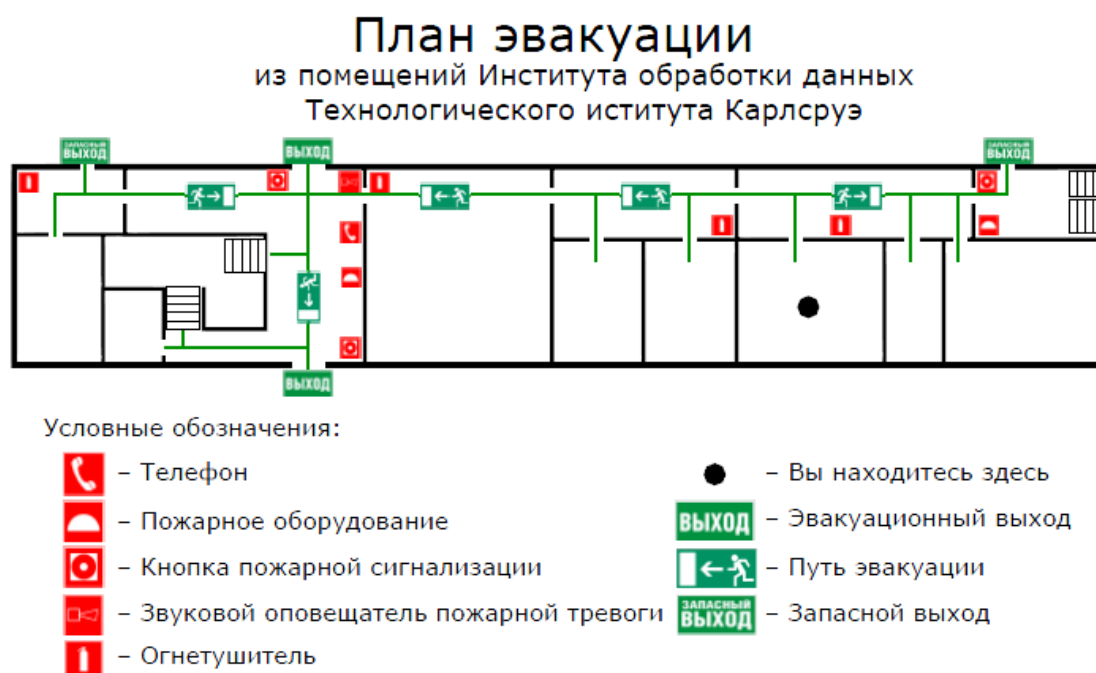 План эвакуации
из помещений Института обработки данных
Технологического иститута Карлсруэ
ЗАПАСНЫЙ
ВЫХОД
ВЫХОД
ЗАПАСНЫЙ
ВЫХОД
ВЫХОД
Условные обозначения:
– Телефон
– Пожарное оборудование
– Кнопка пожарной сигнализации
– Звуковой оповещатель пожарной тревоги
– Огнетушитель
– Вы находитесь здесь
ВЫХОД – Эвакуационный выход
– Путь эвакуации
ЗАПАСНЫЙ
ВЫХОД – Запасной выход